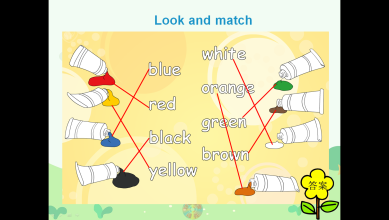 Look and match
blue
red
black
yellow
white
orange
green
brown
答案